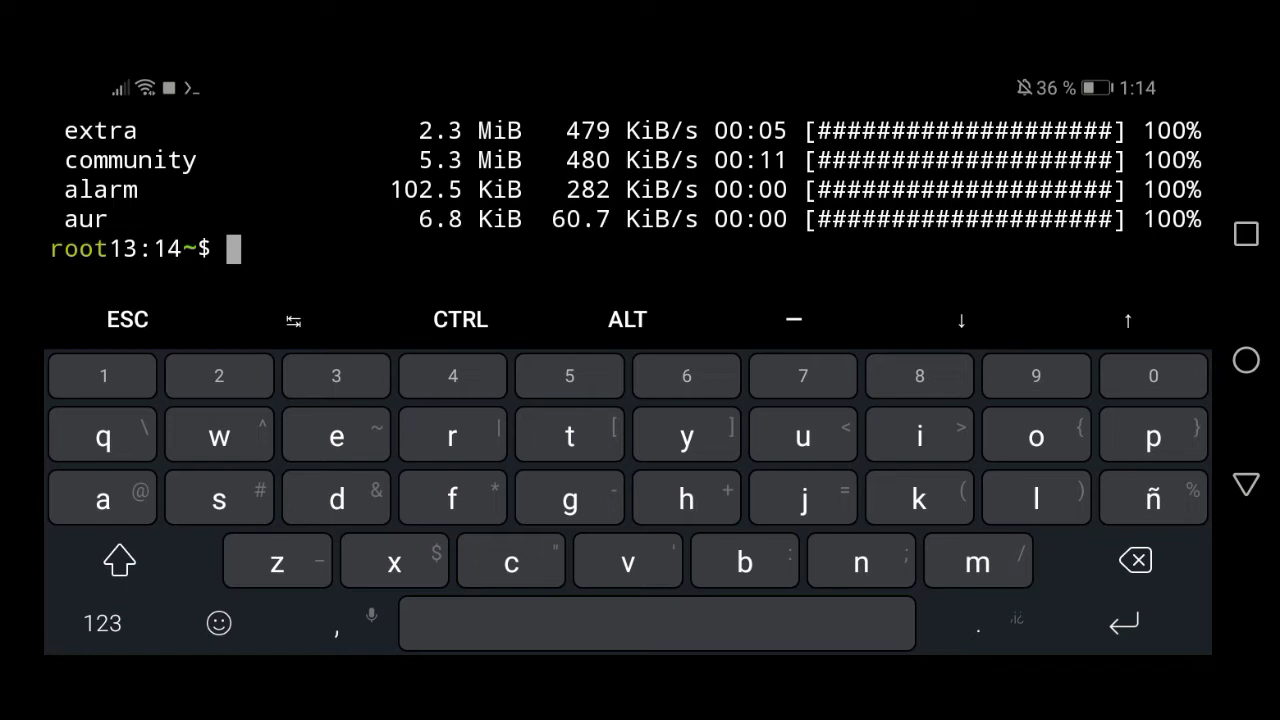 36 % 1:14
extra 2.3 MiB 479 KiB/s 00:05 [####################] 100%
community 5.3 MiB 480 KiB/s 00:11 [####################] 100%
alarm 102.5 KiB 282 KiB/s 00:00 [####################] 100%
aur 6.8 KiB 60.7 KiB/s 00:00 [####################] 100%
root13:14~$
ESC ↹ CTRL ALT — ↓ ↑
1 2 3 4 5 6 7 8 9 0
q \ w ^ e ~ r | t [ y ] u < i > o { p }
a @ s # d & f * g - h + j = k ( l ) ñ %
z _ x $ c " v ' b : n ; m /
123 , . ,¡¿